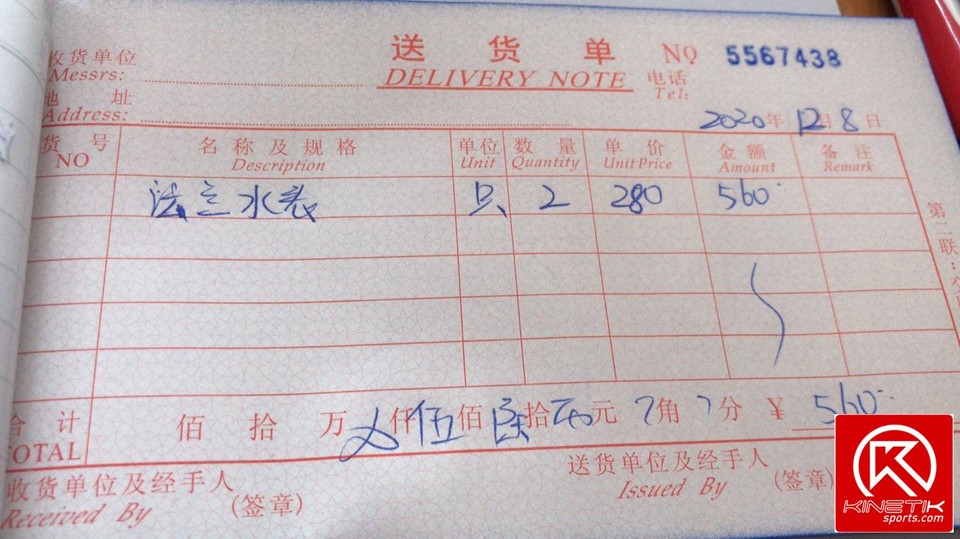 收货单位 送货单 NO 5567438
Messrs: DELIVERY NOTE 电话
地址 Tel:
Address: 2020年12月8日
货号 名称及规格 单位 数量 单价 金额 备注
NO Description Unit Quantity Unit Price Amount Remark
法兰水表 只 2 280 560
第二联:
合计 佰 拾 万 仟伍佰 拾 元 角 分 ¥ 560
TOTAL
收货单位及经手人 (签章) 送货单位及经手人 (签章)
Received By Issued By
KINETIK
sports.com